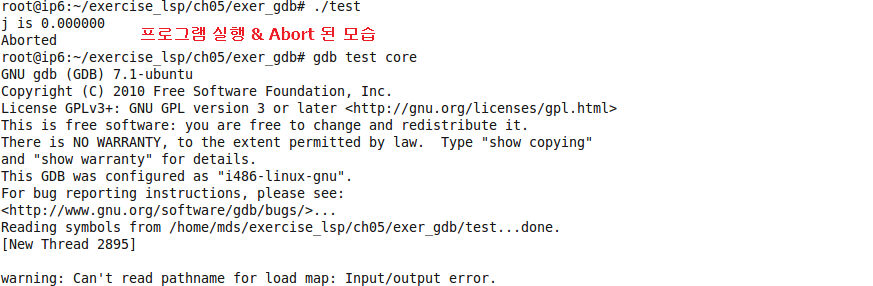 root@ip6:~/exercise_lsp/ch05/exer_gdb# ./test
j is 0.000000
Aborted 프로그램 실행 & Abort 된 모습
root@ip6:~/exercise_lsp/ch05/exer_gdb# gdb test core
GNU gdb (GDB) 7.1-ubuntu
Copyright (C) 2010 Free Software Foundation, Inc.
License GPLv3+: GNU GPL version 3 or later <http://gnu.org/licenses/gpl.html>
This is free software: you are free to change and redistribute it.
There is NO WARRANTY, to the extent permitted by law.  Type "show copying"
and "show warranty" for details.
This GDB was configured as "i486-linux-gnu".
For bug reporting instructions, please see:
<http://www.gnu.org/software/gdb/bugs/>...
Reading symbols from /home/mds/exercise_lsp/ch05/exer_gdb/test...done.
[New Thread 2895]
warning: Can't read pathname for load map: Input/output error.